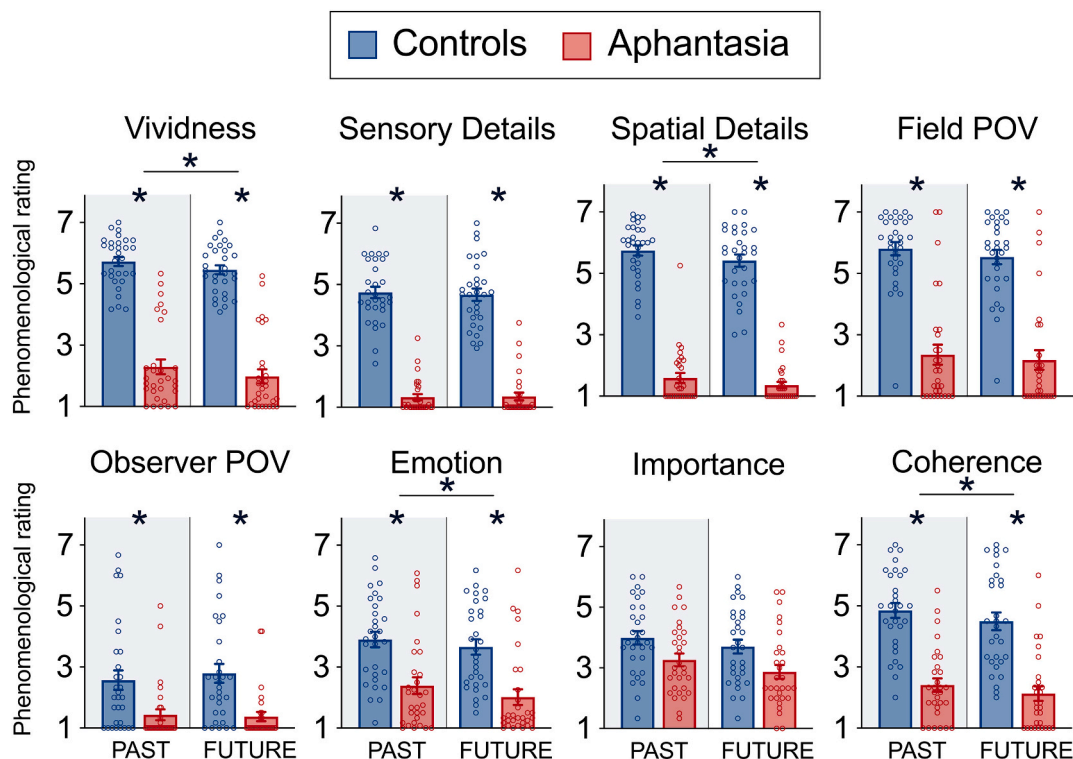 Controls Aphantasia
Vividness Sensory Details Spatial Details Field POV
* * * * * * * * * *
Phenomenological rating
7 7 7 7
5 5 5 5
3 3 3 3
1 1 1 1
Observer POV Emotion Importance Coherence
* * * * * * * *
Phenomenological rating
7 7 7 7
5 5 5 5
3 3 3 3
1 1 1 1
PAST FUTURE PAST FUTURE PAST FUTURE PAST FUTURE